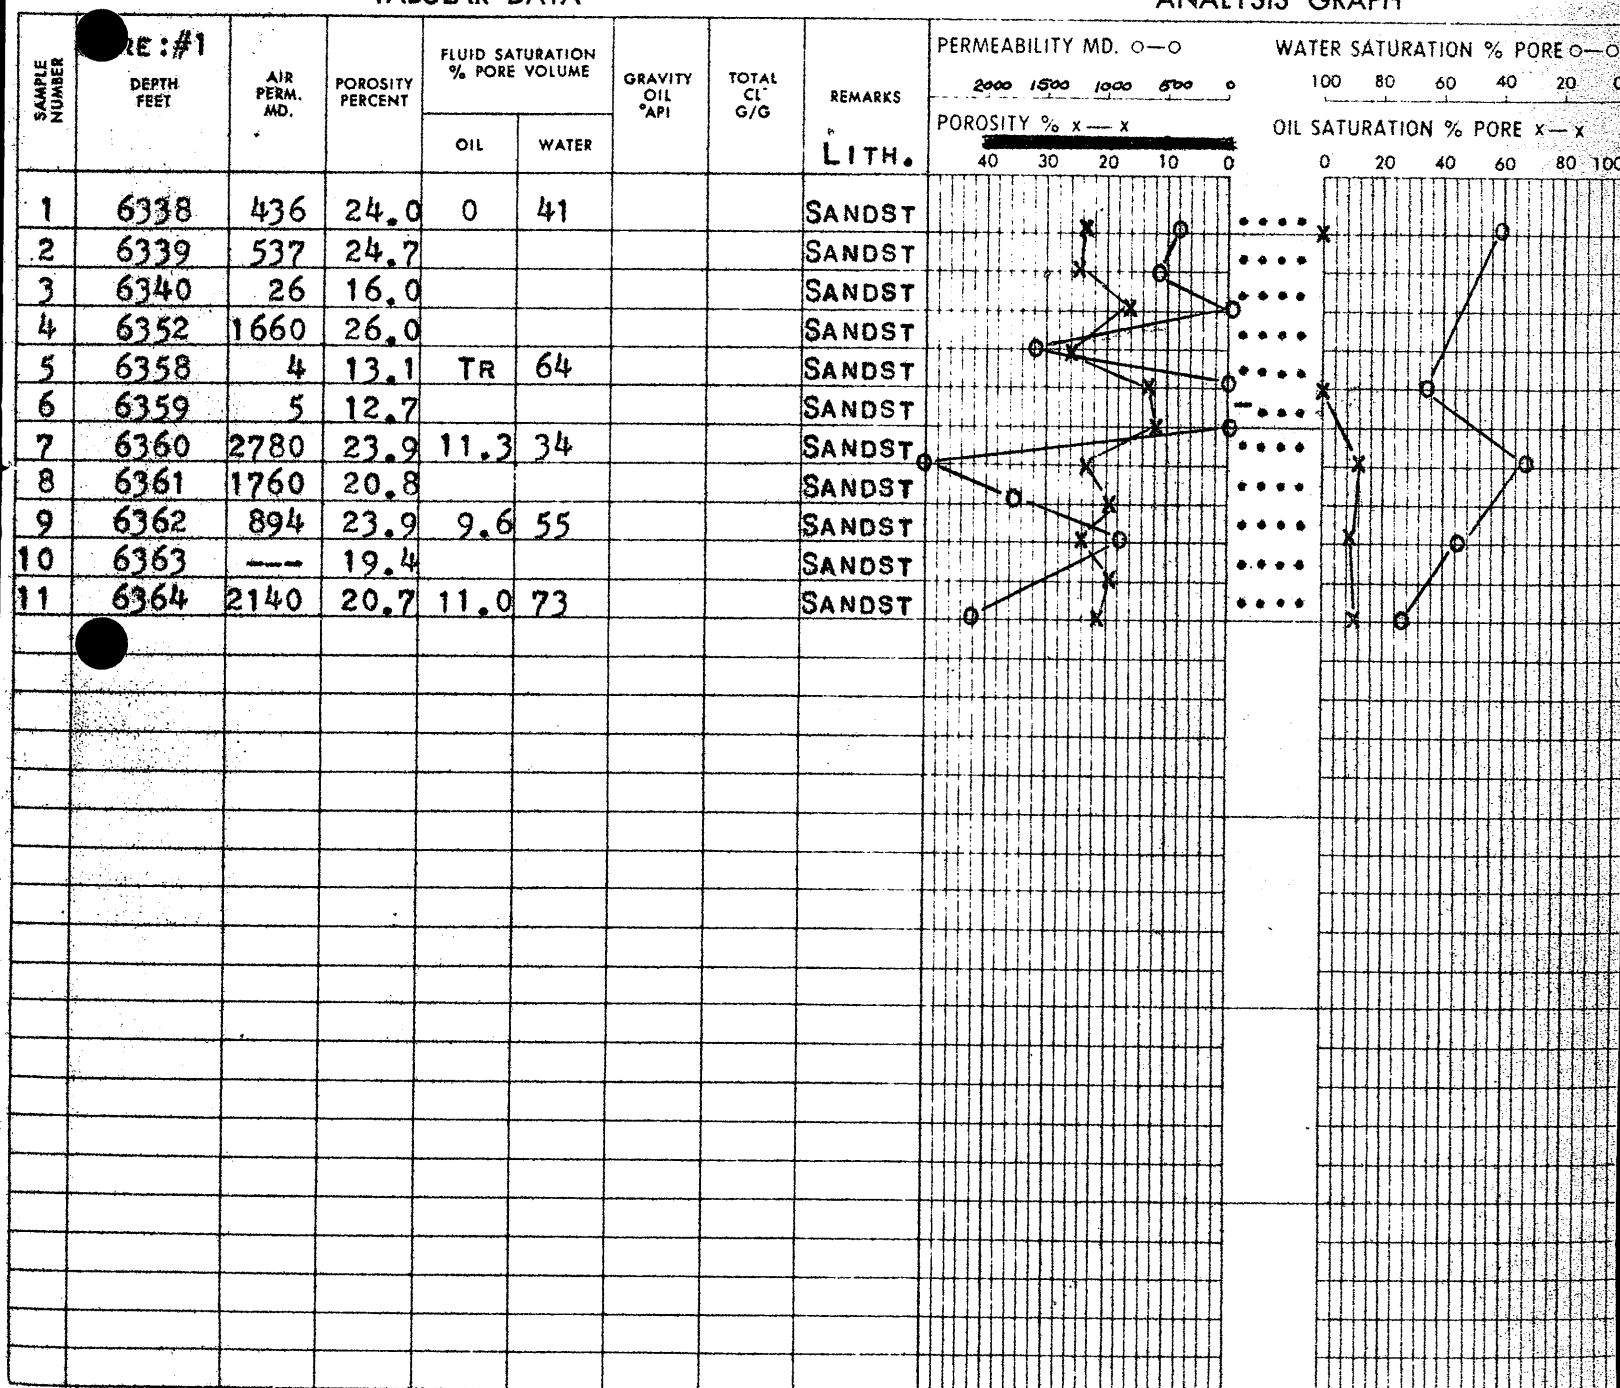 TABULAR DATA ANALYSIS GRAPH
SAMPLE NUMBER
RE:#1
DEPTH FEET
AIR PERM. MD.
POROSITY PERCENT
FLUID SATURATION % PORE VOLUME
OIL WATER
GRAVITY OIL °API
TOTAL CL- G/G
REMARKS
LITH.
PERMEABILITY MD. o—o
2000 1500 1000 500 0
POROSITY % x—x
40 30 20 10 0
WATER SATURATION % PORE o—o
100 80 60 40 20 0
OIL SATURATION % PORE x—x
0 20 40 60 80 100
1 6338 436 24.0 0 41 SANDST
2 6339 537 24.7 SANDST
3 6340 26 16.0 SANDST
4 6352 1660 26.0 SANDST
5 6358 4 13.1 TR 64 SANDST
6 6359 5 12.7 SANDST
7 6360 2780 23.9 11.3 34 SANDST
8 6361 1760 20.8 SANDST
9 6362 894 23.9 9.6 55 SANDST
10 6363 --- 19.4 SANDST
11 6364 2140 20.7 11.0 73 SANDST